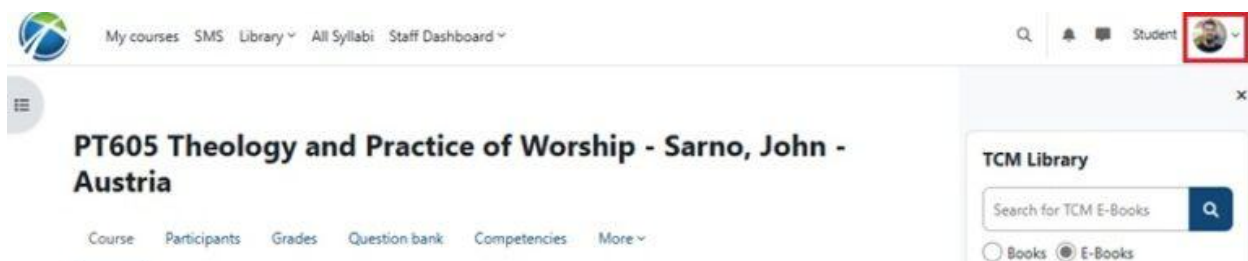 My courses SMS Library All Syllabi Staff Dashboard Student
PT605 Theology and Practice of Worship - Sarno, John -
Austria
Course Participants Grades Question bank Competencies More
TCM Library
Search for TCM E-Books
Books E-Books